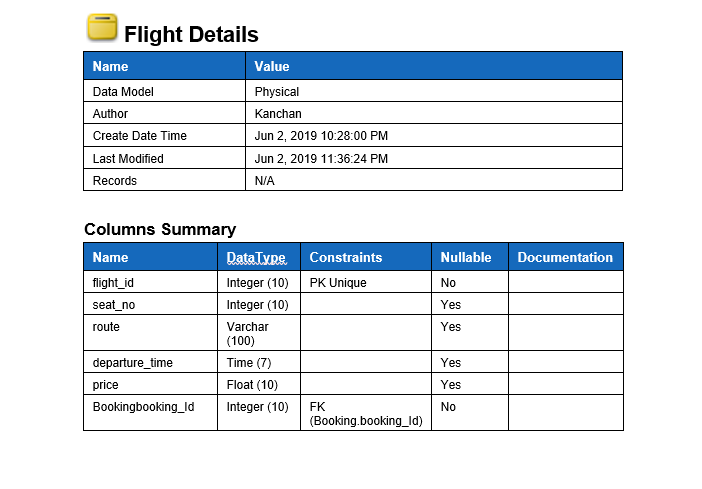 Flight Details
Name Value
Data Model Physical
Author Kanchan
Create Date Time Jun 2, 2019 10:28:00 PM
Last Modified Jun 2, 2019 11:36:24 PM
Records N/A
Columns Summary
Name DataType Constraints Nullable Documentation
flight_id Integer (10) PK Unique No
seat_no Integer (10) Yes
route Varchar Yes
(100)
departure_time Time (7) Yes
price Float (10) Yes
Bookingbooking_Id Integer (10) FK No
(Booking.booking_Id)